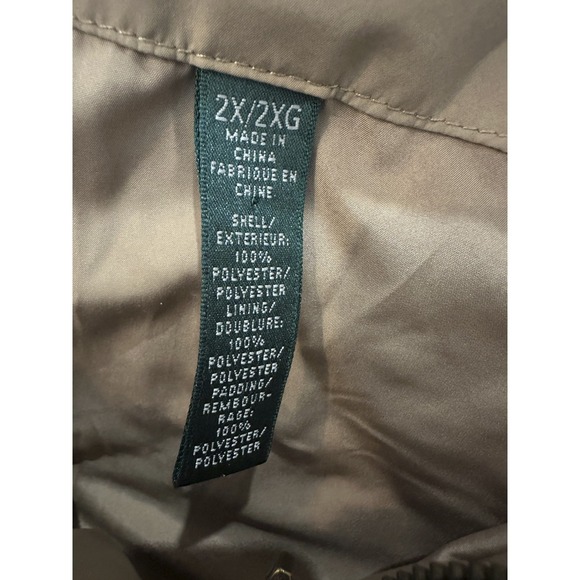 2X/2XG
MADE IN
CHINA
FABRIQUE EN
CHINE
SHELL/
EXTERIEUR:
100%
POLYESTER/
POLYESTER
LINING/
DOUBLURE:
100%
POLYESTER/
POLYESTER
PADDING/
REMBOUR-
RAGE:
100%
POLYESTER/
POLYESTER